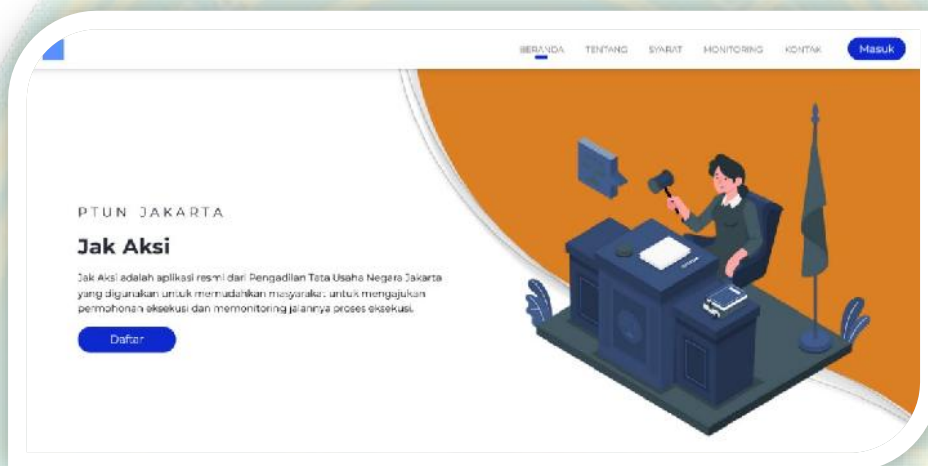 BERANDA TENTANG SYARAT MONITORING KONTAK Masuk
PTUN JAKARTA
Jak Aksi
Jak Aksi adalah aplikasi resmi dari Pengadilan Tata Usaha Negara Jakarta
yang digunakan untuk memudahkan masyarakat untuk mengajukan
permohonan eksekusi dan memonitoring jalannya proses eksekusi.
Daftar